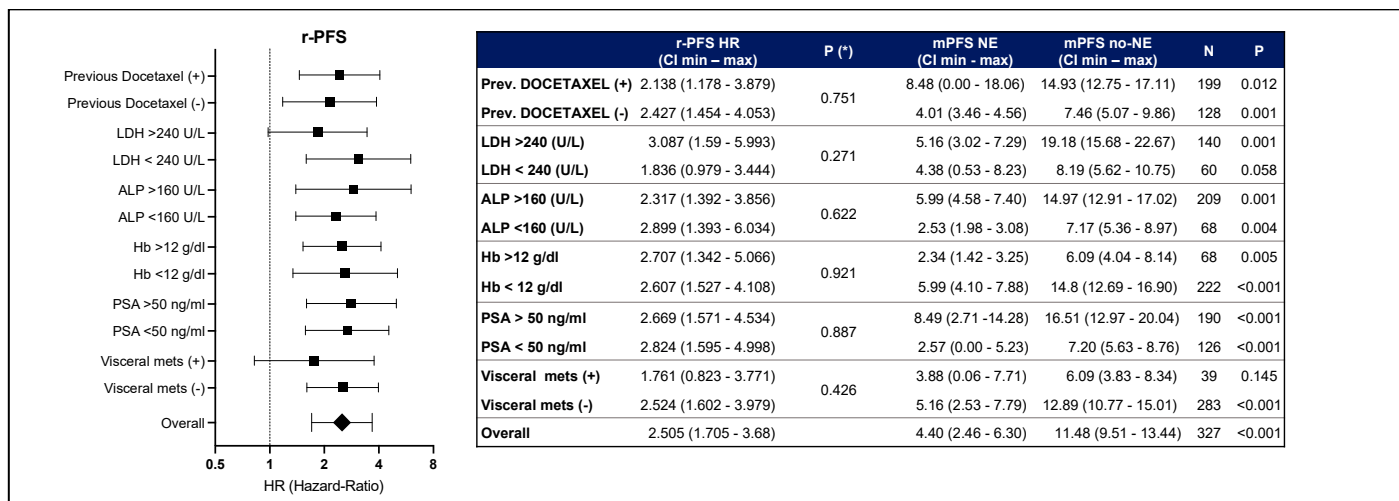 r-PFS
Previous Docetaxel (+)
Previous Docetaxel (-)
LDH >240 U/L
LDH < 240 U/L
ALP >160 U/L
ALP <160 U/L
Hb >12 g/dl
Hb <12 g/dl
PSA >50 ng/ml
PSA <50 ng/ml
Visceral mets (+)
Visceral mets (-)
Overall
0.5 1 2 4 8
HR (Hazard-Ratio)
r-PFS HR (CI min – max) P (*) mPFS NE (CI min - max) mPFS no-NE (CI min – max) N P
Prev. DOCETAXEL (+) 2.138 (1.178 - 3.879) 0.751 8.48 (0.00 - 18.06) 14.93 (12.75 - 17.11) 199 0.012
Prev. DOCETAXEL (-) 2.427 (1.454 - 4.053) 4.01 (3.46 - 4.56) 7.46 (5.07 - 9.86) 128 0.001
LDH >240 (U/L) 3.087 (1.59 - 5.993) 0.271 5.16 (3.02 - 7.29) 19.18 (15.68 - 22.67) 140 0.001
LDH < 240 (U/L) 1.836 (0.979 - 3.444) 4.38 (0.53 - 8.23) 8.19 (5.62 - 10.75) 60 0.058
ALP >160 (U/L) 2.317 (1.392 - 3.856) 0.622 5.99 (4.58 - 7.40) 14.97 (12.91 - 17.02) 209 0.001
ALP <160 (U/L) 2.899 (1.393 - 6.034) 2.53 (1.98 - 3.08) 7.17 (5.36 - 8.97) 68 0.004
Hb >12 g/dl 2.707 (1.342 - 5.066) 0.921 2.34 (1.42 - 3.25) 6.09 (4.04 - 8.14) 68 0.005
Hb < 12 g/dl 2.607 (1.527 - 4.108) 5.99 (4.10 - 7.88) 14.8 (12.69 - 16.90) 222 <0.001
PSA > 50 ng/ml 2.669 (1.571 - 4.534) 0.887 8.49 (2.71 -14.28) 16.51 (12.97 - 20.04) 190 <0.001
PSA < 50 ng/ml 2.824 (1.595 - 4.998) 2.57 (0.00 - 5.23) 7.20 (5.63 - 8.76) 126 <0.001
Visceral mets (+) 1.761 (0.823 - 3.771) 0.426 3.88 (0.06 - 7.71) 6.09 (3.83 - 8.34) 39 0.145
Visceral mets (-) 2.524 (1.602 - 3.979) 5.16 (2.53 - 7.79) 12.89 (10.77 - 15.01) 283 <0.001
Overall 2.505 (1.705 - 3.68) 4.40 (2.46 - 6.30) 11.48 (9.51 - 13.44) 327 <0.001